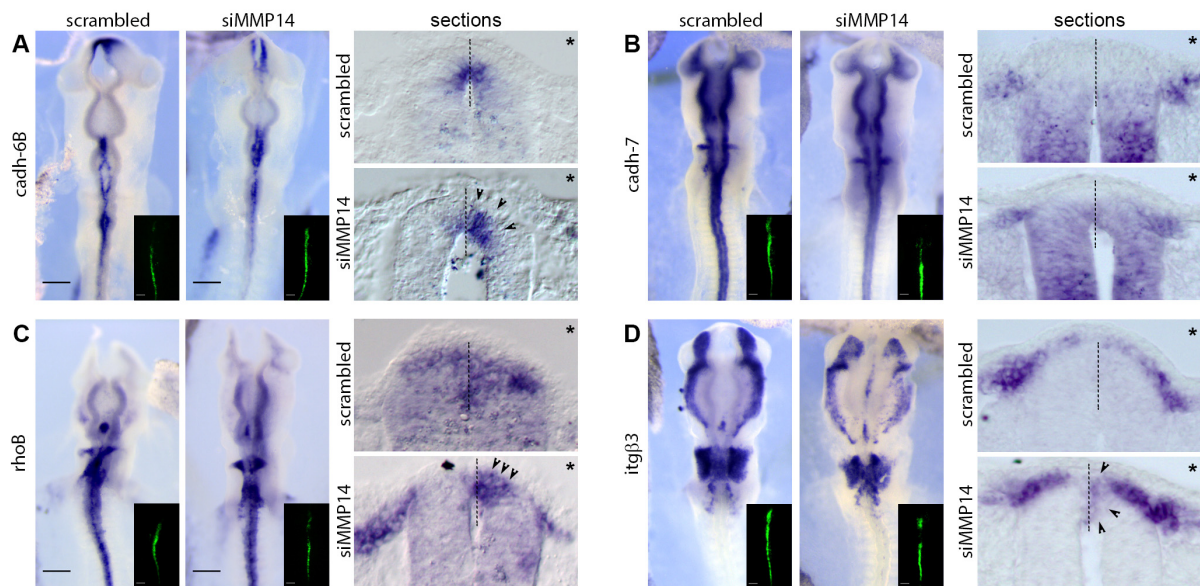 scrambled siMMP14 sections
A
cadh-6B
scrambled
*
siMMP14
*
scrambled siMMP14 sections
B
cadh-7
scrambled
*
siMMP14
*
C
rhoB
scrambled
*
siMMP14
*
D
itgβ3
scrambled
*
siMMP14
*